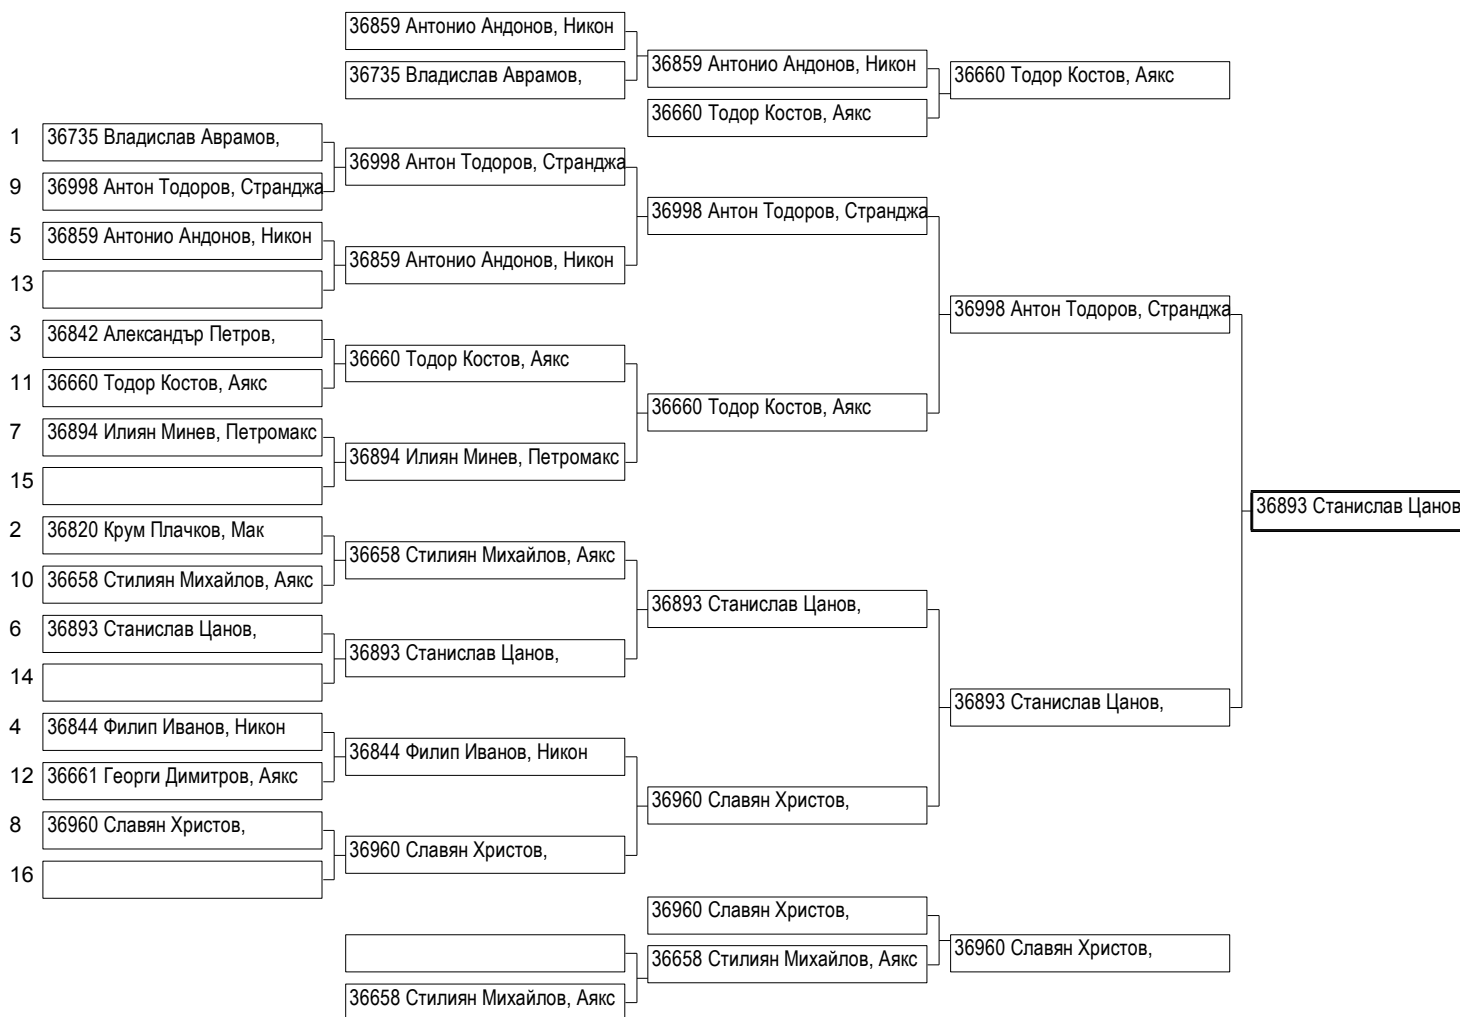 36859 Антонио Андонов, Никон
36735 Владислав Аврамов,
36859 Антонио Андонов, Никон
36660 Тодор Костов, Аякс
36660 Тодор Костов, Аякс
1 36735 Владислав Аврамов,
9 36998 Антон Тодоров, Странджа
5 36859 Антонио Андонов, Никон
13
3 36842 Александър Петров,
11 36660 Тодор Костов, Аякс
7 36894 Илиян Минев, Петромакс
15
2 36820 Крум Плачков, Мак
10 36658 Стилиян Михайлов, Аякс
6 36893 Станислав Цанов,
14
4 36844 Филип Иванов, Никон
12 36661 Георги Димитров, Аякс
8 36960 Славян Христов,
16
36998 Антон Тодоров, Странджа
36859 Антонио Андонов, Никон
36660 Тодор Костов, Аякс
36894 Илиян Минев, Петромакс
36658 Стилиян Михайлов, Аякс
36893 Станислав Цанов,
36844 Филип Иванов, Никон
36960 Славян Христов,
36998 Антон Тодоров, Странджа
36660 Тодор Костов, Аякс
36893 Станислав Цанов,
36960 Славян Христов,
36998 Антон Тодоров, Странджа
36893 Станислав Цанов,
36893 Станислав Цанов
36658 Стилиян Михайлов, Аякс
36960 Славян Христов,
36658 Стилиян Михайлов, Аякс
36960 Славян Христов,